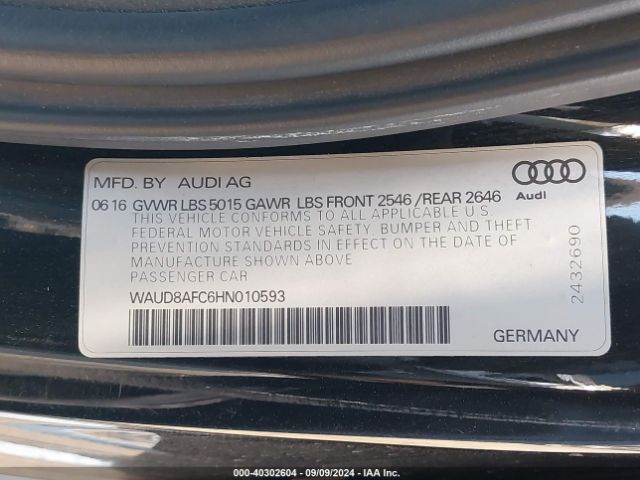 MFD. BY AUDI AG
06 16 GVWR LBS 5015 GAWR LBS FRONT 2546 /REAR 2646
THIS VEHICLE CONFORMS TO ALL APPLICABLE U.S.
FEDERAL MOTOR VEHICLE SAFETY, BUMPER AND THEFT
PREVENTION STANDARDS IN EFFECT ON THE DATE OF
MANUFACTURE SHOWN ABOVE.
PASSENGER CAR
WAUD8AFC6HN010593
Audi
2432690
GERMANY
000-40302604 - 09/09/2024 - IAA Inc.